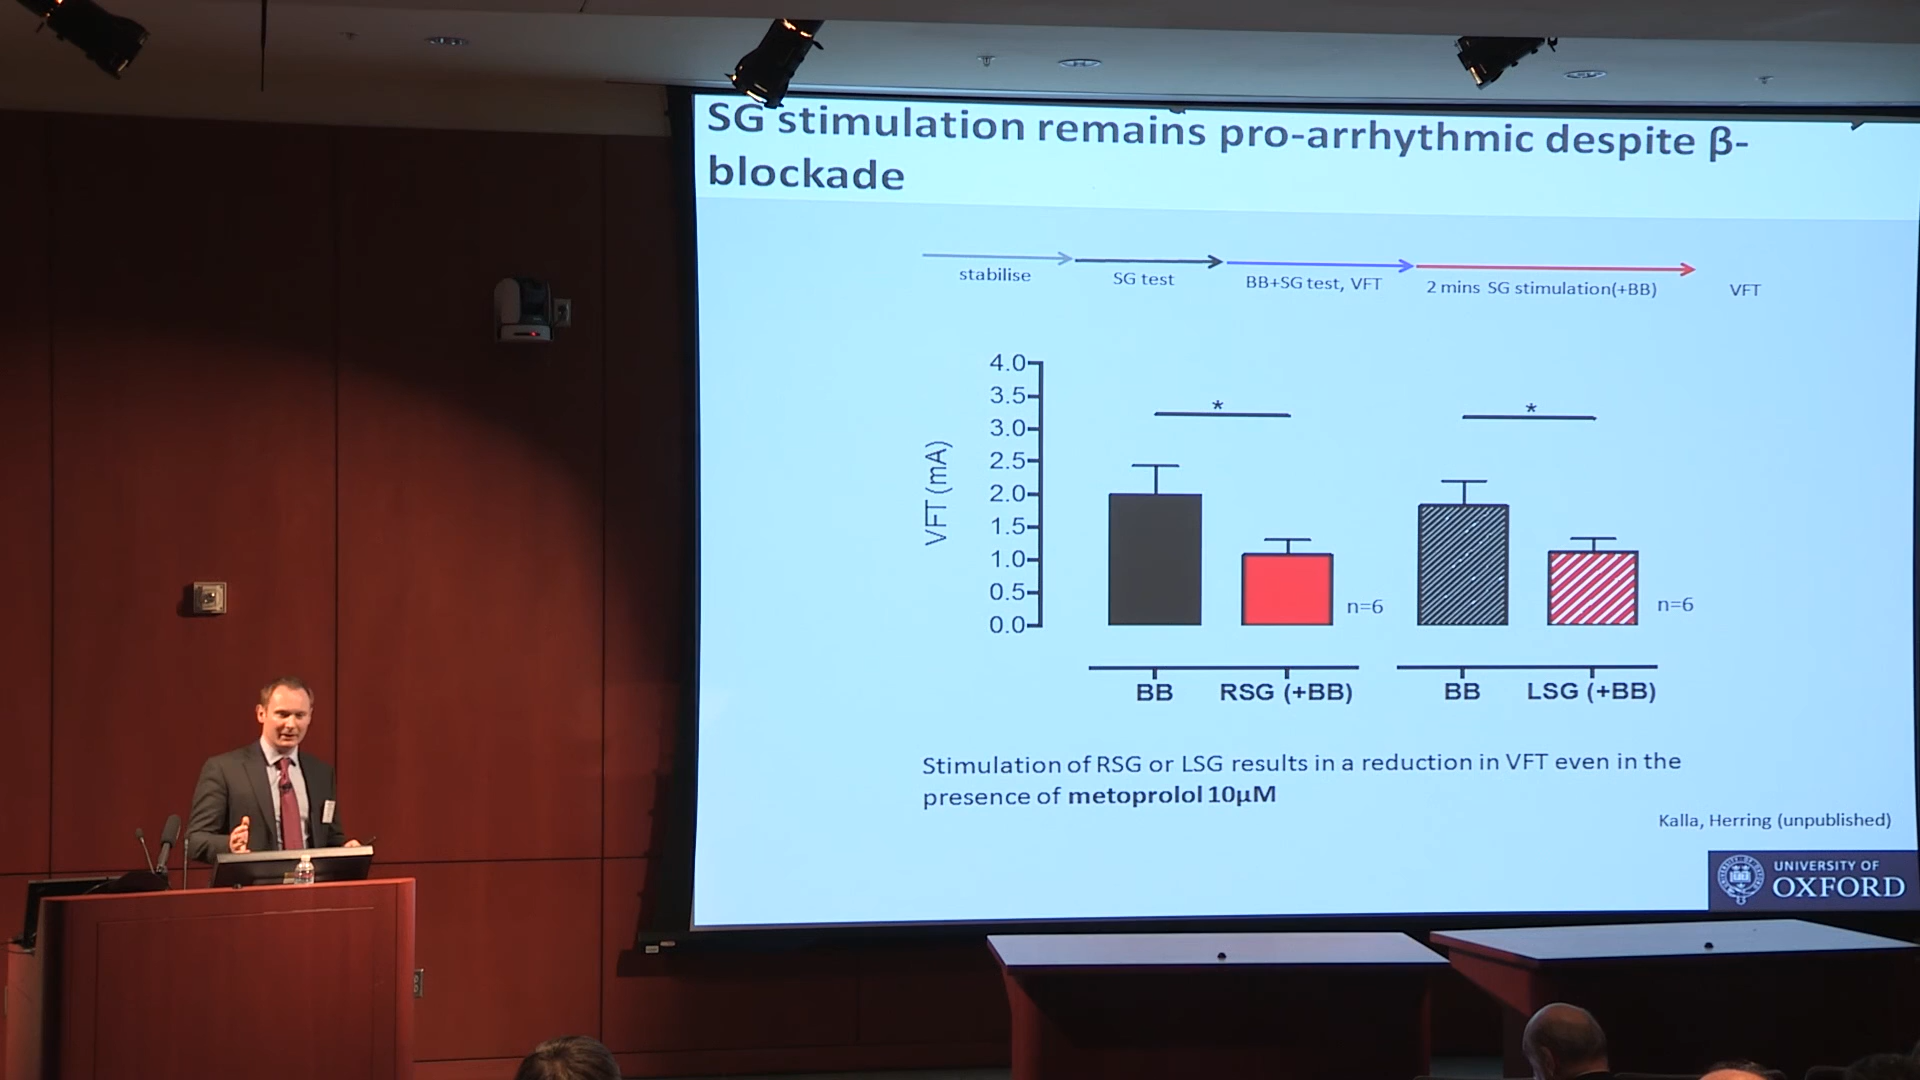 SG stimulation remains pro-arrhythmic despite β-
blockade
stabilise
SG test
BB+SG test, VFT
2 mins SG stimulation(+BB)
VFT
4.0
3.5
3.0
2.5
2.0
1.5
1.0
0.5
0.0
VFT (mA)
*
*
n=6
n=6
BB
RSG (+BB)
BB
LSG (+BB)
Stimulation of RSG or LSG results in a reduction in VFT even in the
presence of metoprolol 10µM
Kalla, Herring (unpublished)
UNIVERSITY OF
OXFORD